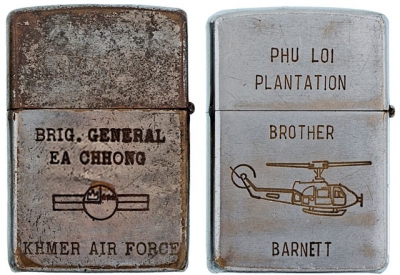 BRIG. GENERAL
EA CHHONG
KHMER AIR FORCE
PHU LOI
PLANTATION
BROTHER
BARNETT